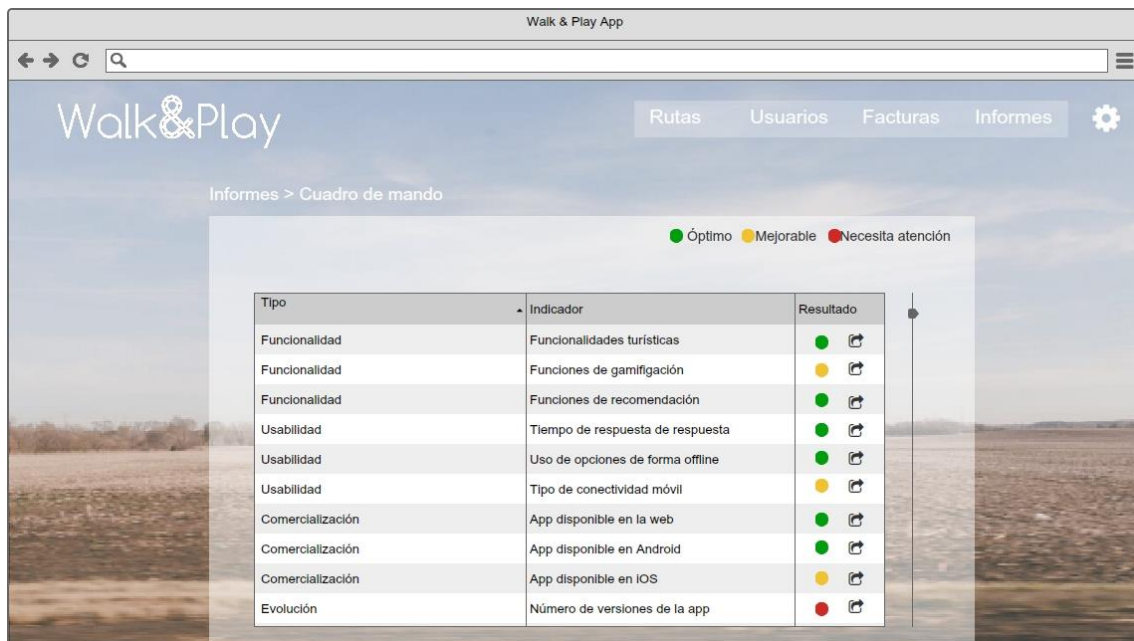 Walk & Play App
Walk&Play
Rutas Usuarios Facturas Informes
Informes > Cuadro de mando
Óptimo Mejorable Necesita atención
Tipo Indicador Resultado
Funcionalidad Funcionalidades turísticas
Funcionalidad Funciones de gamifigación
Funcionalidad Funciones de recomendación
Usabilidad Tiempo de respuesta de respuesta
Usabilidad Uso de opciones de forma offline
Usabilidad Tipo de conectividad móvil
Comercialización App disponible en la web
Comercialización App disponible en Android
Comercialización App disponible en iOS
Evolución Número de versiones de la app